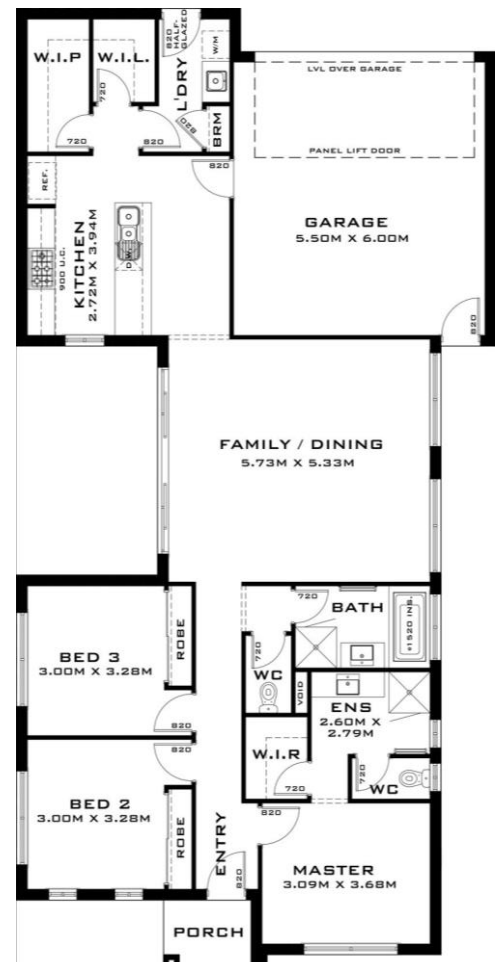 W.I.P
W.I.L.
820 HALF-GLAZED
L'DRY
W/M
LVL OVER GARAGE
PANEL LIFT DOOR
720
720
820
820
BRM
820
REF.
GARAGE
5.50M X 6.00M
900 U.C.
KITCHEN
2.72M X 3.94M
D.W.
820
FAMILY / DINING
5.73M X 5.33M
BED 3
3.00M X 3.28M
ROBE
820
720
BATH
1520 INS.
720
WC
VOID
ENS
2.60M X
2.79M
W.I.R
720
720
WC
820
BED 2
3.00M X 3.28M
ROBE
ENTRY
820
820
MASTER
3.09M X 3.68M
PORCH